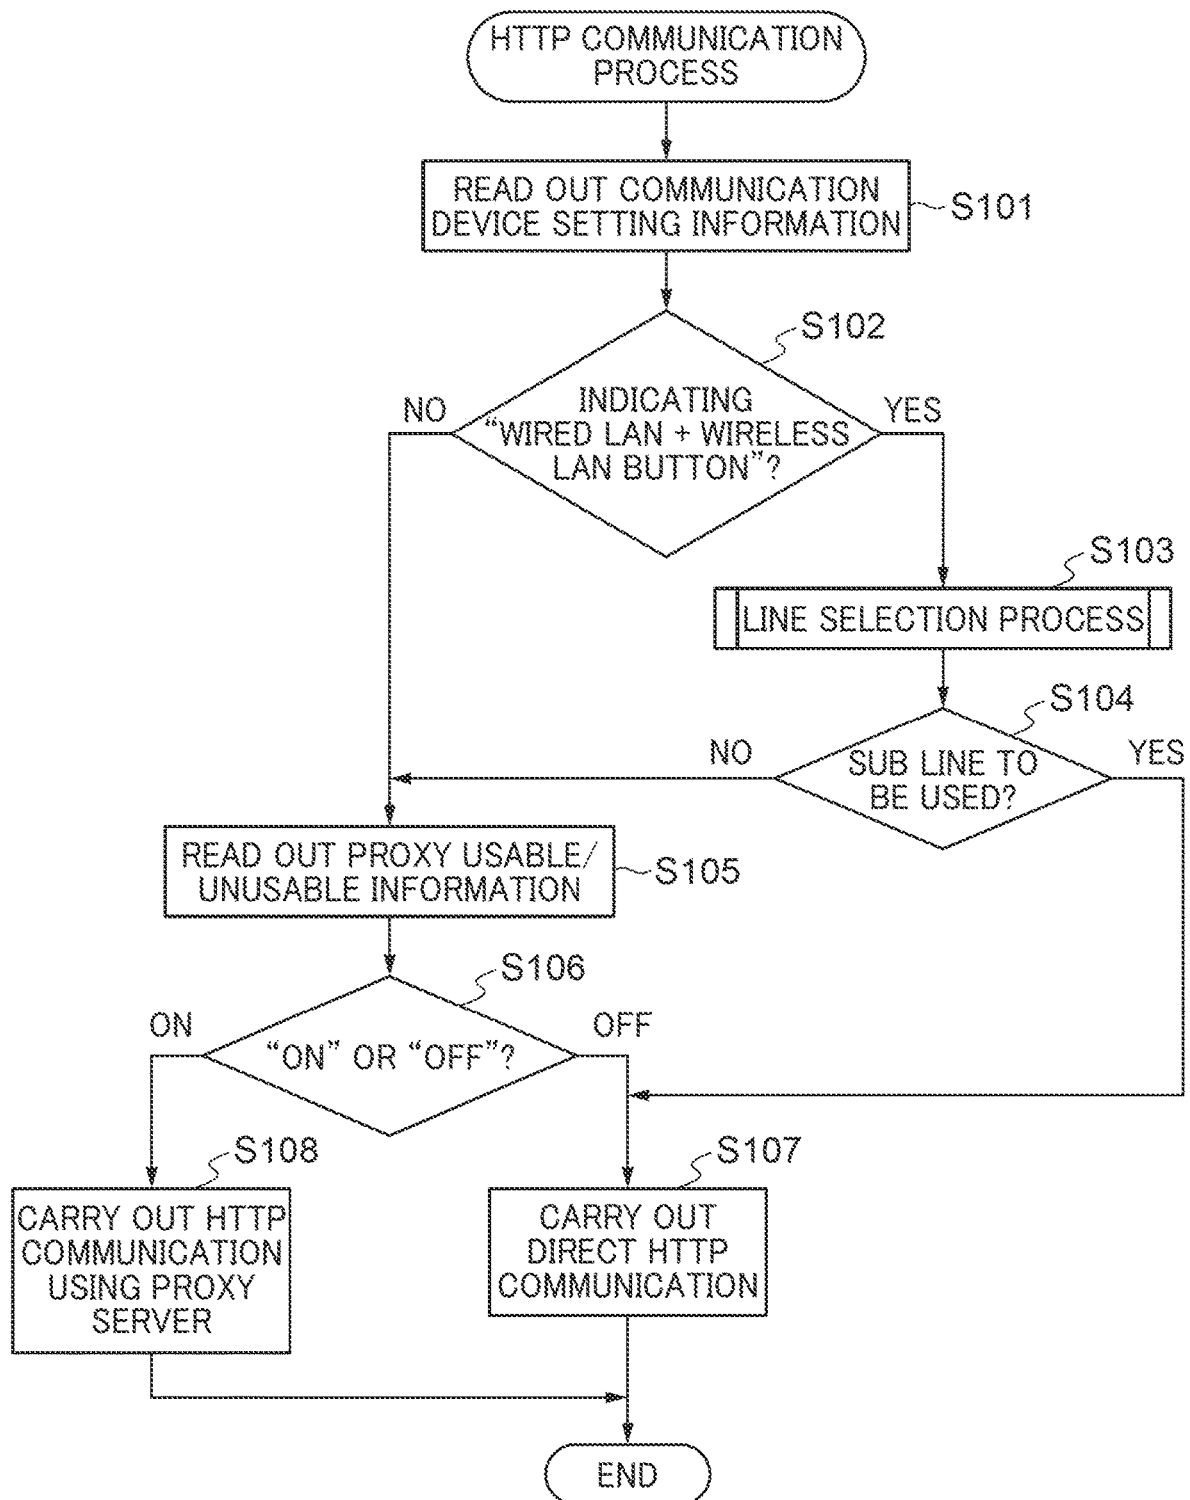 HTTP COMMUNICATION
PROCESS
READ OUT COMMUNICATION
DEVICE SETTING INFORMATION
S101
S102
INDICATING
“WIRED LAN + WIRELESS
LAN BUTTON”?
NO
YES
S103
LINE SELECTION PROCESS
S104
SUB LINE TO
BE USED?
NO
YES
READ OUT PROXY USABLE/
UNUSABLE INFORMATION
S105
S106
“ON” OR “OFF”?
ON
OFF
S108
CARRY OUT HTTP
COMMUNICATION
USING PROXY
SERVER
S107
CARRY OUT
DIRECT HTTP
COMMUNICATION
END